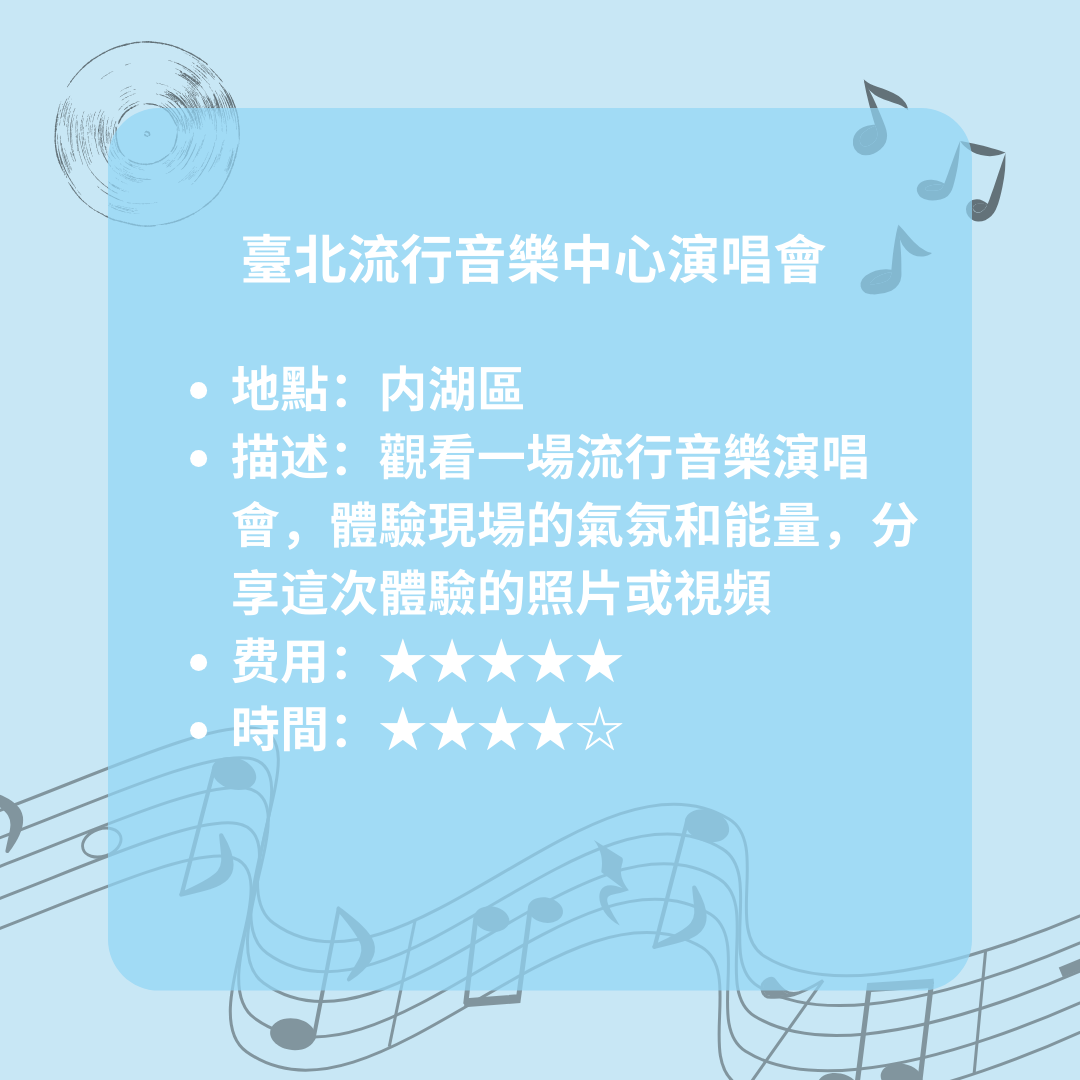 臺北流行音樂中心演唱會
• 地點：内湖區
• 描述：觀看一場流行音樂演唱
會，體驗現場的氣氛和能量，分
享這次體驗的照片或視頻
• 费用：★★★★★
• 時間：★★★★☆